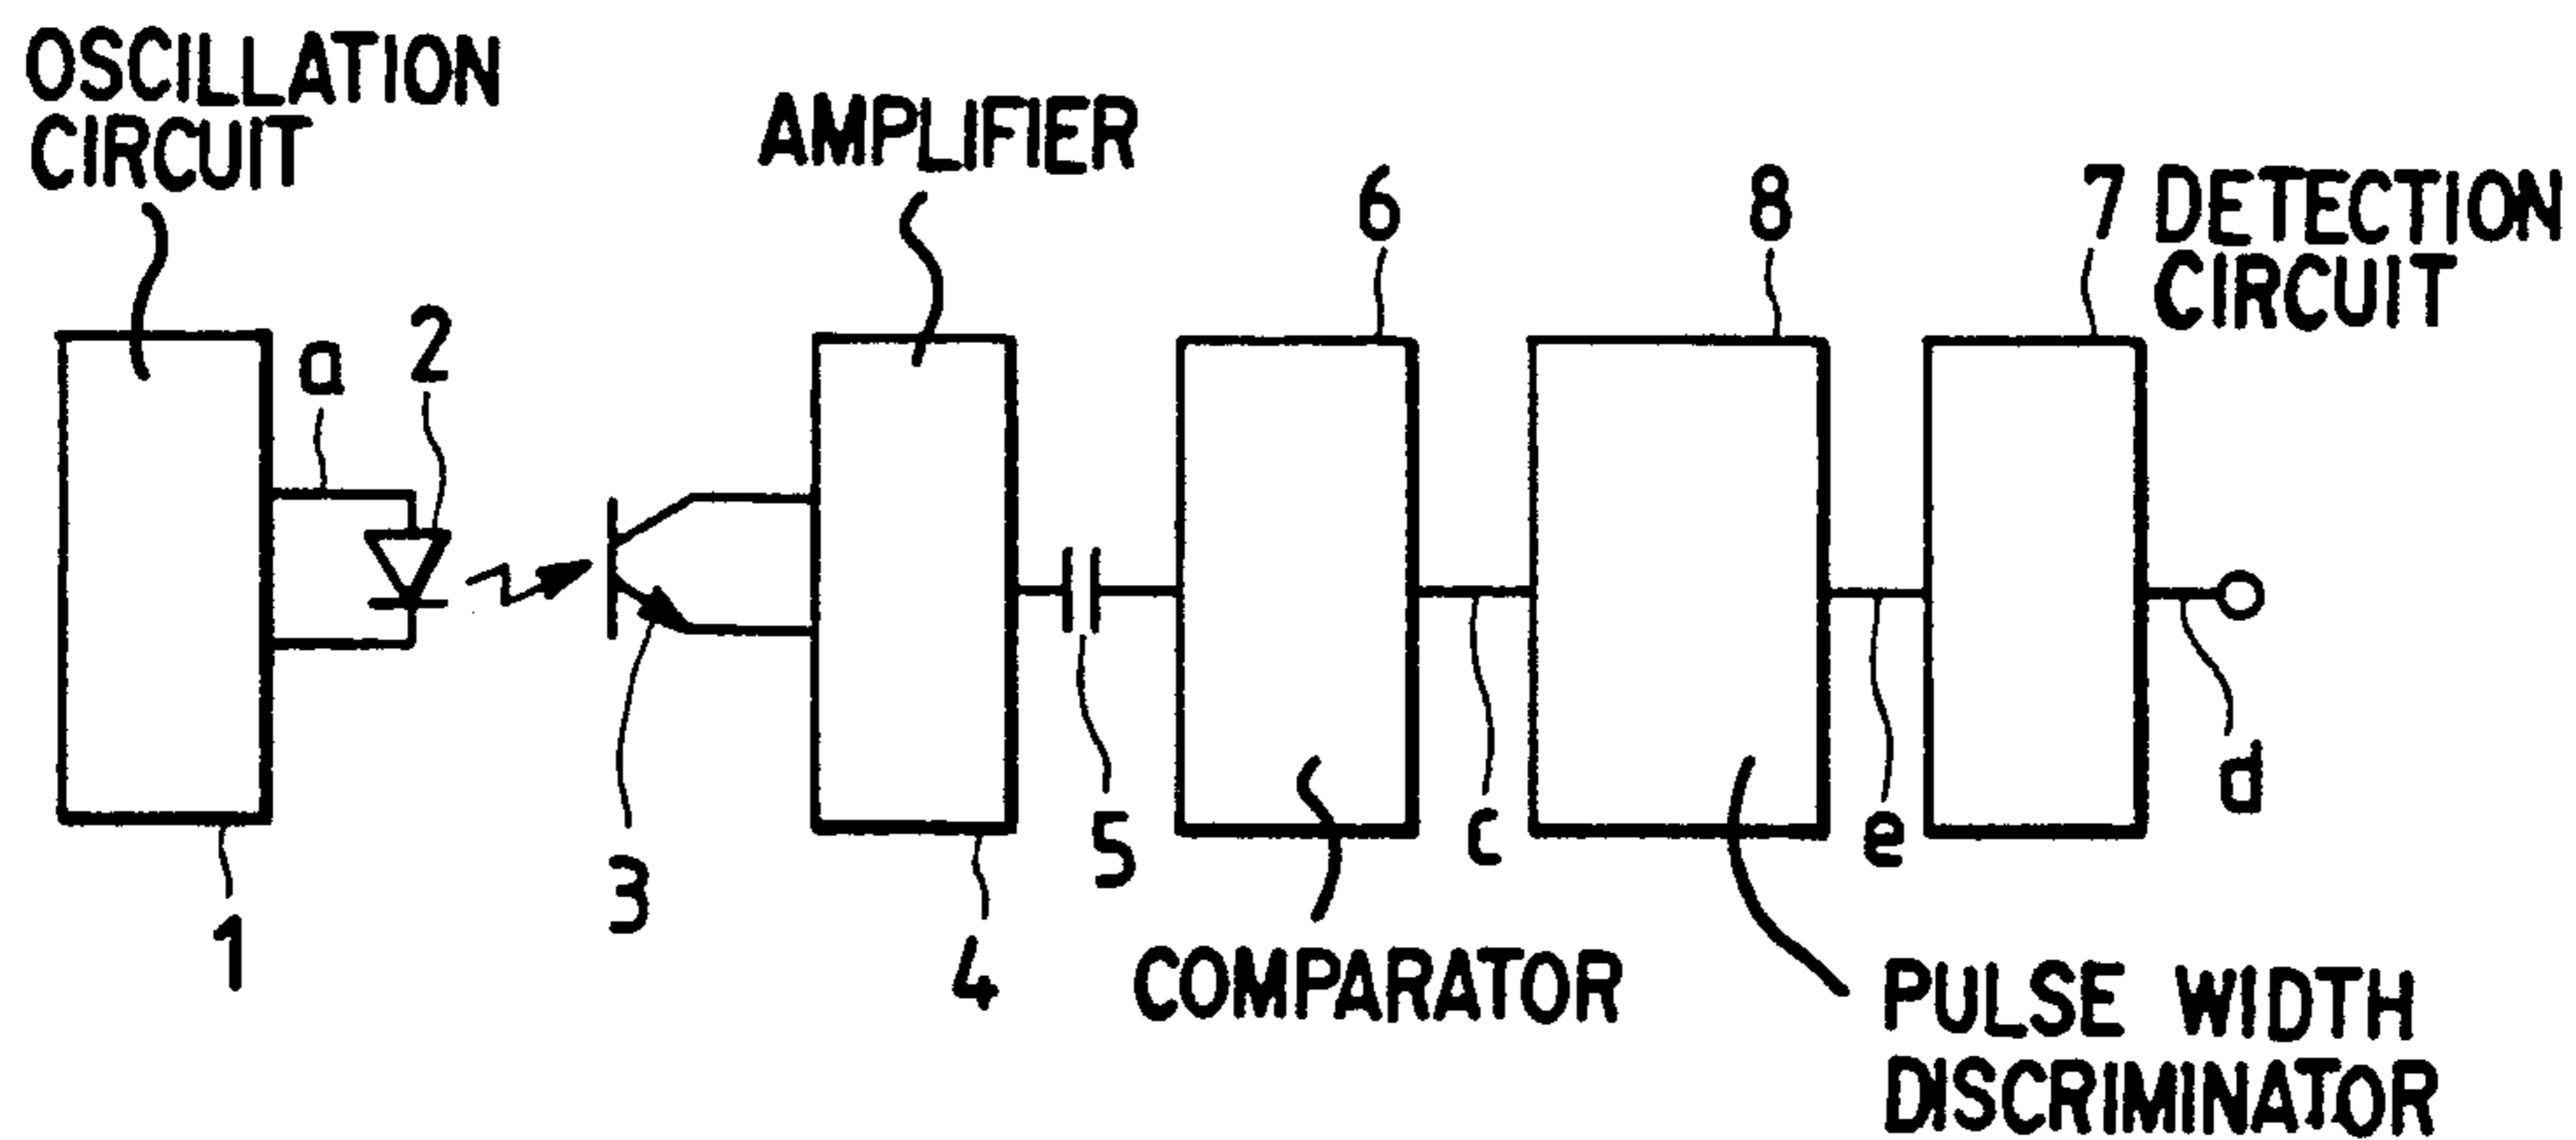 OSCILLATION
CIRCUIT
AMPLIFIER
6
8
7 DETECTION
CIRCUIT
a
2
1
3
4
5
c
e
d
COMPARATOR
PULSE WIDTH
DISCRIMINATOR